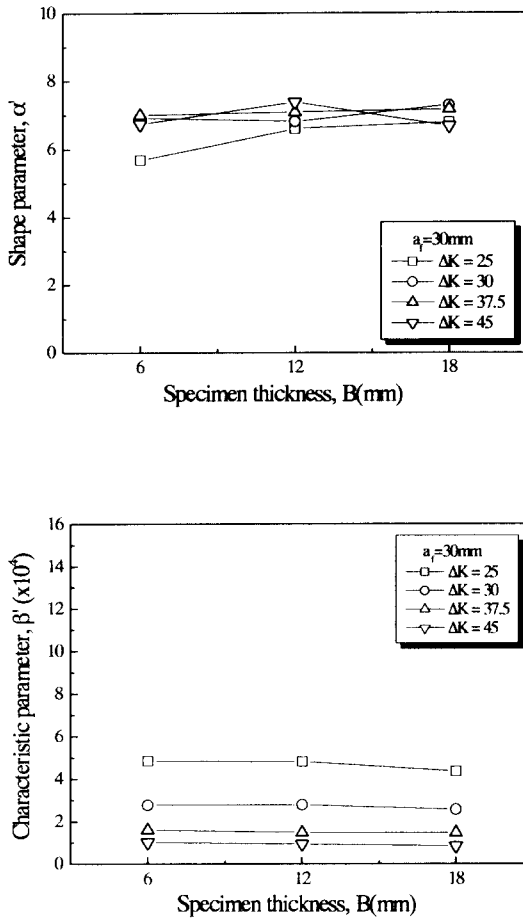 10
8
6
4
2
0
Shape parameter, α'
a_f=30mm
ΔK = 25
ΔK = 30
ΔK = 37.5
ΔK = 45
6
12
18
Specimen thickness, B(mm)
16
14
12
10
8
6
4
2
0
Characteristic parameter, β' (x10⁴)
a_f=30mm
ΔK = 25
ΔK = 30
ΔK = 37.5
ΔK = 45
6
12
18
Specimen thickness, B(mm)